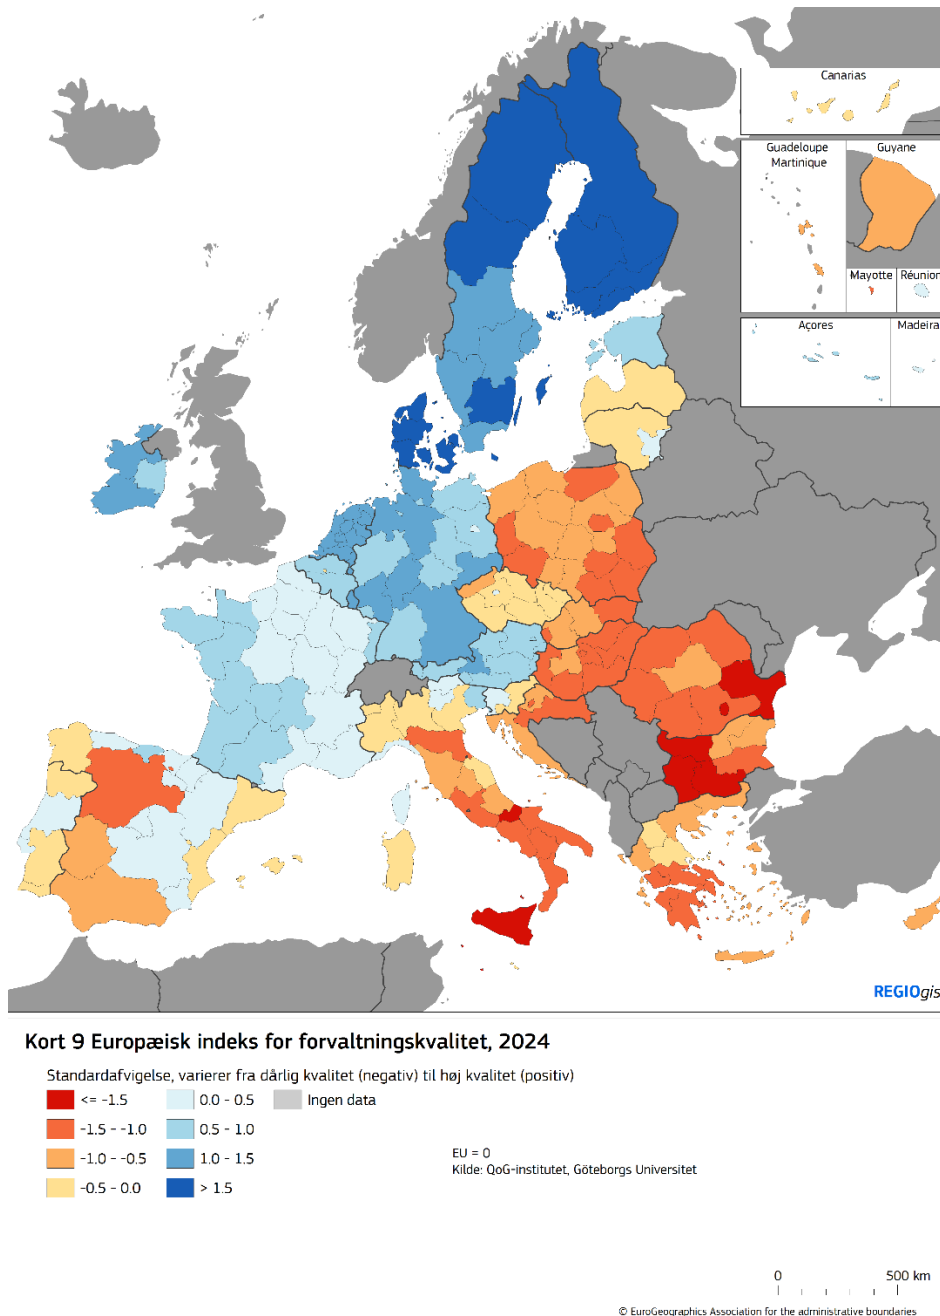 Canarias
Guadeloupe
Martinique
Guyane
Mayotte
Réunion
Açores
Madeira
REGIOgis
Kort 9 Europæisk indeks for forvaltningskvalitet, 2024
Standardafvigelse, varierer fra dårlig kvalitet (negativ) til høj kvalitet (positiv)
<= -1.5
0.0 - 0.5
Ingen data
-1.5 - -1.0
0.5 - 1.0
-1.0 - -0.5
1.0 - 1.5
-0.5 - 0.0
> 1.5
EU = 0
Kilde: QoG-institutet, Göteborgs Universitet
0
500 km
© EuroGeographics Association for the administrative boundaries